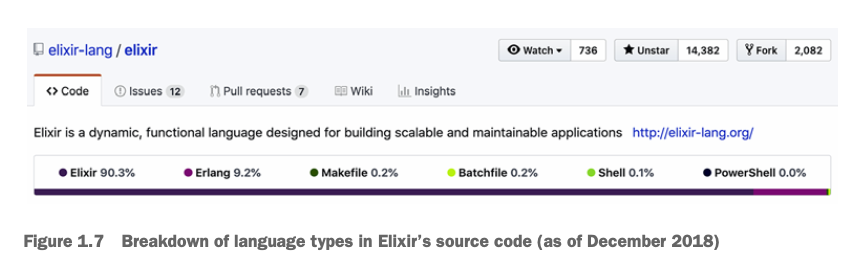 elixir-lang / elixir
Watch 736 Unstar 14,382 Fork 2,082
Code Issues 12 Pull requests 7 Wiki Insights
Elixir is a dynamic, functional language designed for building scalable and maintainable applications http://elixir-lang.org/
Elixir 90.3% Erlang 9.2% Makefile 0.2% Batchfile 0.2% Shell 0.1% PowerShell 0.0%
Figure 1.7 Breakdown of language types in Elixir’s source code (as of December 2018)